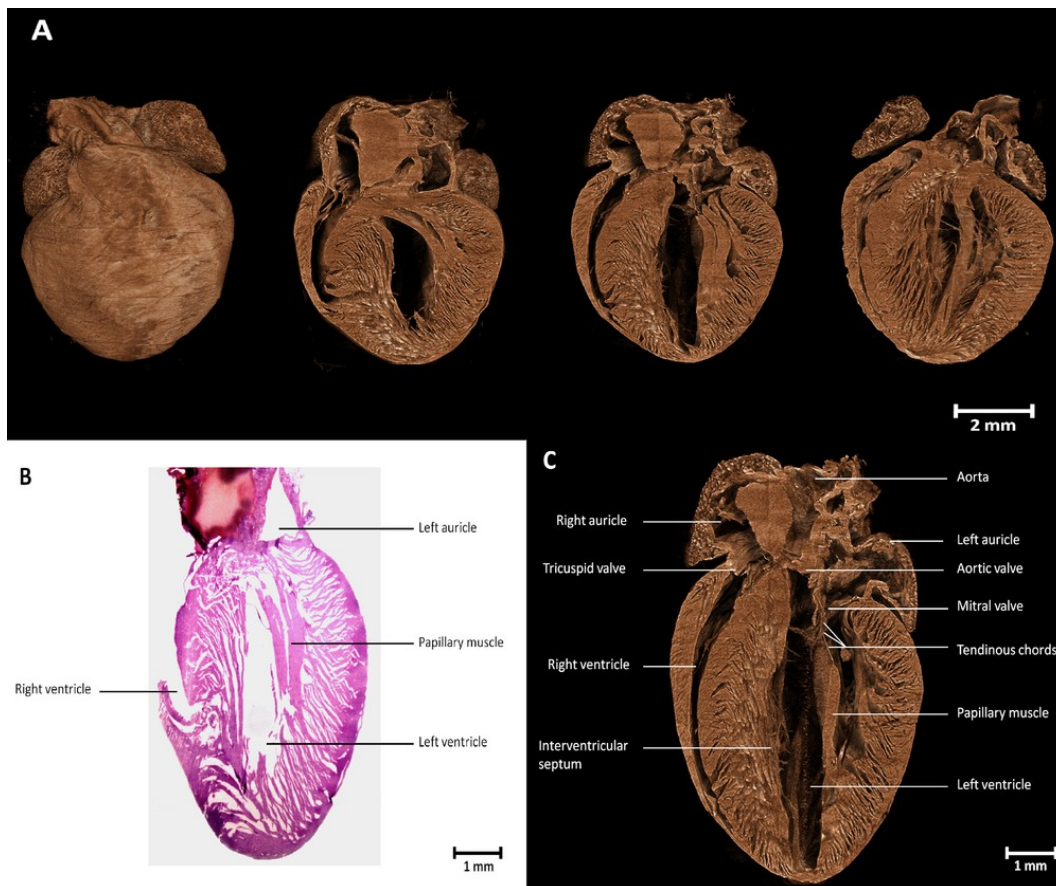 A
2 mm
B
Left auricle
Papillary muscle
Right ventricle
Left ventricle
1 mm
C
Aorta
Right auricle
Left auricle
Tricuspid valve
Aortic valve
Mitral valve
Tendinous chords
Right ventricle
Papillary muscle
Interventricular
septum
Left ventricle
1 mm